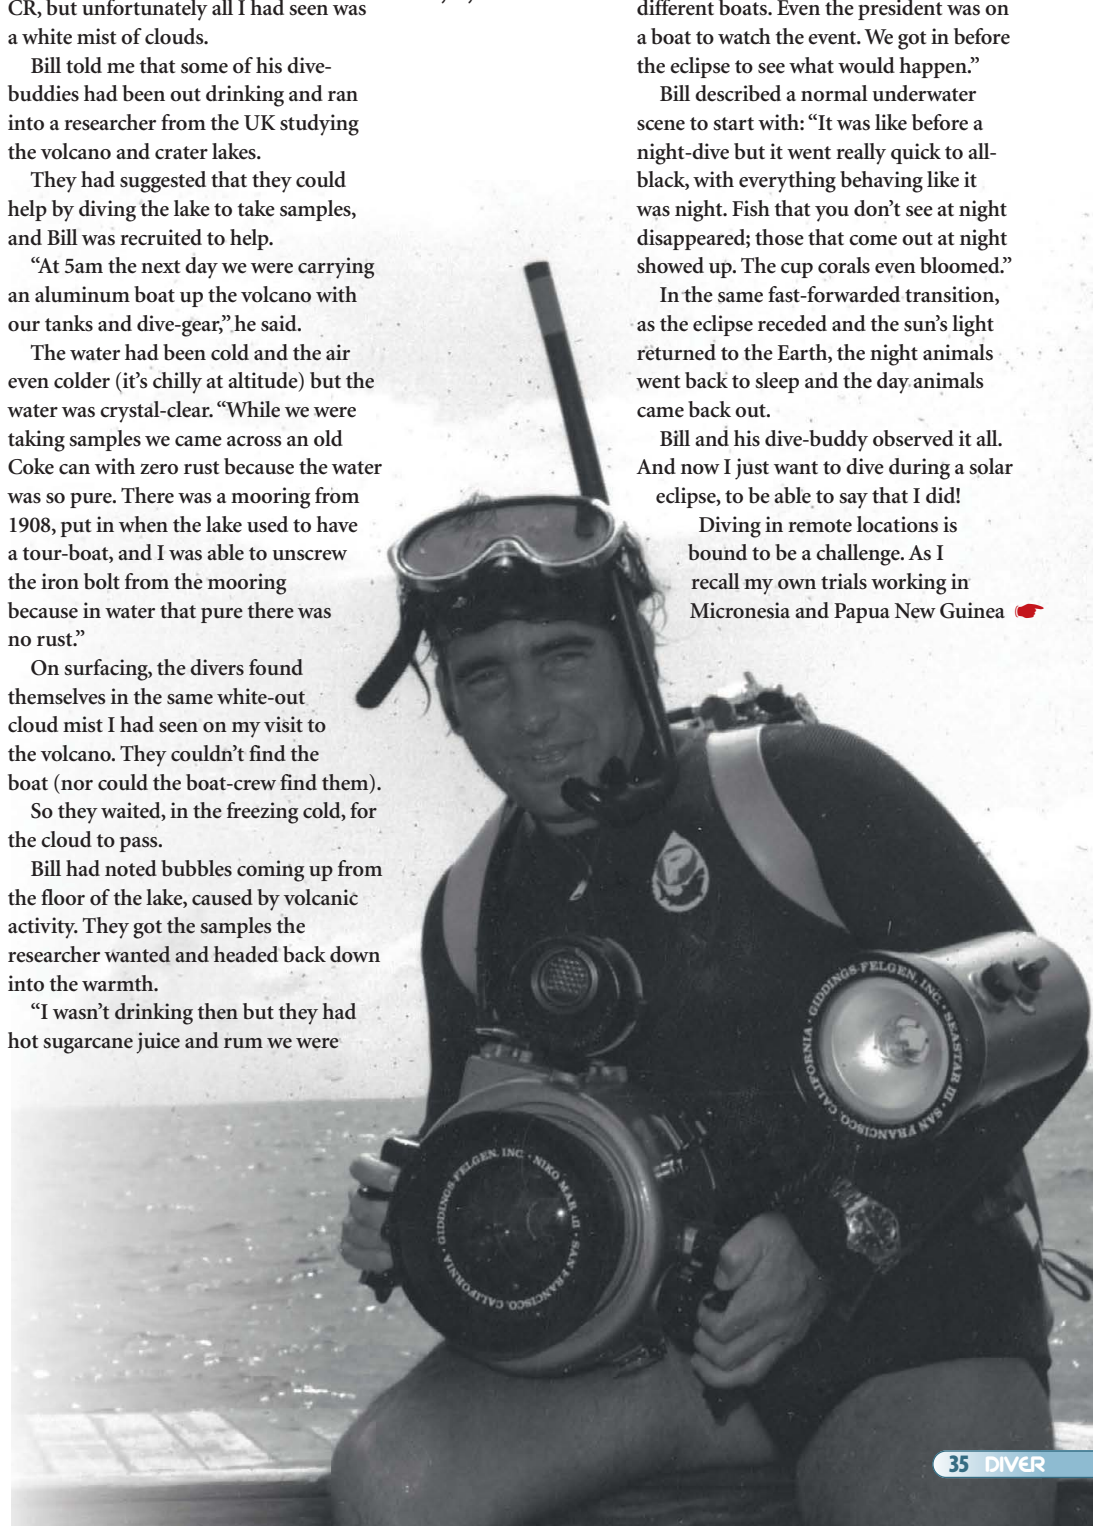 CR, but unfortunately all I had seen was
a white mist of clouds.
Bill told me that some of his dive-
buddies had been out drinking and ran
into a researcher from the UK studying
the volcano and crater lakes.
They had suggested that they could
help by diving the lake to take samples,
and Bill was recruited to help.
“At 5am the next day we were carrying
an aluminum boat up the volcano with
our tanks and dive-gear,” he said.
The water had been cold and the air
even colder (it’s chilly at altitude) but the
water was crystal-clear. “While we were
taking samples we came across an old
Coke can with zero rust because the water
was so pure. There was a mooring from
1908, put in when the lake used to have
a tour-boat, and I was able to unscrew
the iron bolt from the mooring
because in water that pure there was
no rust.”
On surfacing, the divers found
themselves in the same white-out
cloud mist I had seen on my visit to
the volcano. They couldn’t find the
boat (nor could the boat-crew find them).
So they waited, in the freezing cold, for
the cloud to pass.
Bill had noted bubbles coming up from
the floor of the lake, caused by volcanic
activity. They got the samples the
researcher wanted and headed back down
into the warmth.
“I wasn’t drinking then but they had
hot sugarcane juice and rum we were
different boats. Even the president was on
a boat to watch the event. We got in before
the eclipse to see what would happen.”
Bill described a normal underwater
scene to start with: “It was like before a
night-dive but it went really quick to all-
black, with everything behaving like it
was night. Fish that you don’t see at night
disappeared; those that come out at night
showed up. The cup corals even bloomed.”
In the same fast-forwarded transition,
as the eclipse receded and the sun’s light
returned to the Earth, the night animals
went back to sleep and the day animals
came back out.
Bill and his dive-buddy observed it all.
And now I just want to dive during a solar
eclipse, to be able to say that I did!
Diving in remote locations is
bound to be a challenge. As I
recall my own trials working in
Micronesia and Papua New Guinea
GIDDINGS-FELGEN, INC. • SEASTAR III • SAN FRANCISCO, CALIFORNIA •
GIDDINGS-FELGEN, INC. • NIKO MAR III • SAN FRANCISCO, CALIFORNIA •
35 DIVER